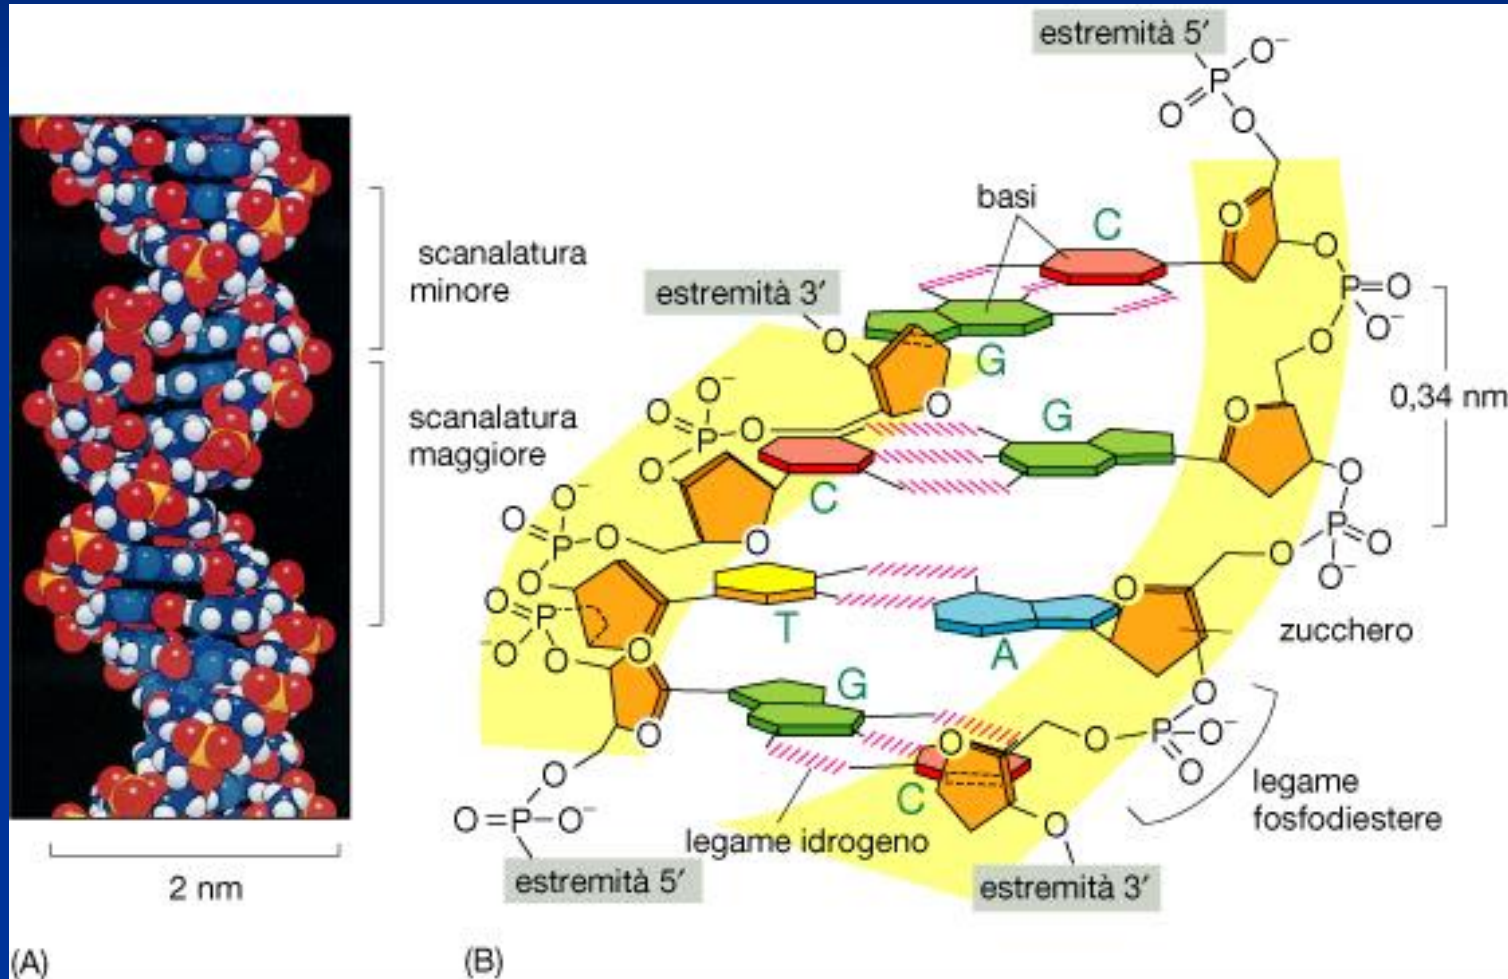 estremità 5′
O⁻
P
O
O
basi
C
O
O
scanalatura
minore
estremità 3′
P
O
O⁻
O
O
G
0,34 nm
O⁻
O
scanalatura
maggiore
O
P
O
O
G
O
O
C
O⁻
O
P
O
O
O
P
O
O⁻
O
O
O
P
⁻O
O
T
A
zucchero
O
G
O
O
O
P
O⁻
O
O
O
C
legame
fosfodiestere
O=P–O⁻
legame idrogeno
O
estremità 5′
estremità 3′
2 nm
(A)
(B)